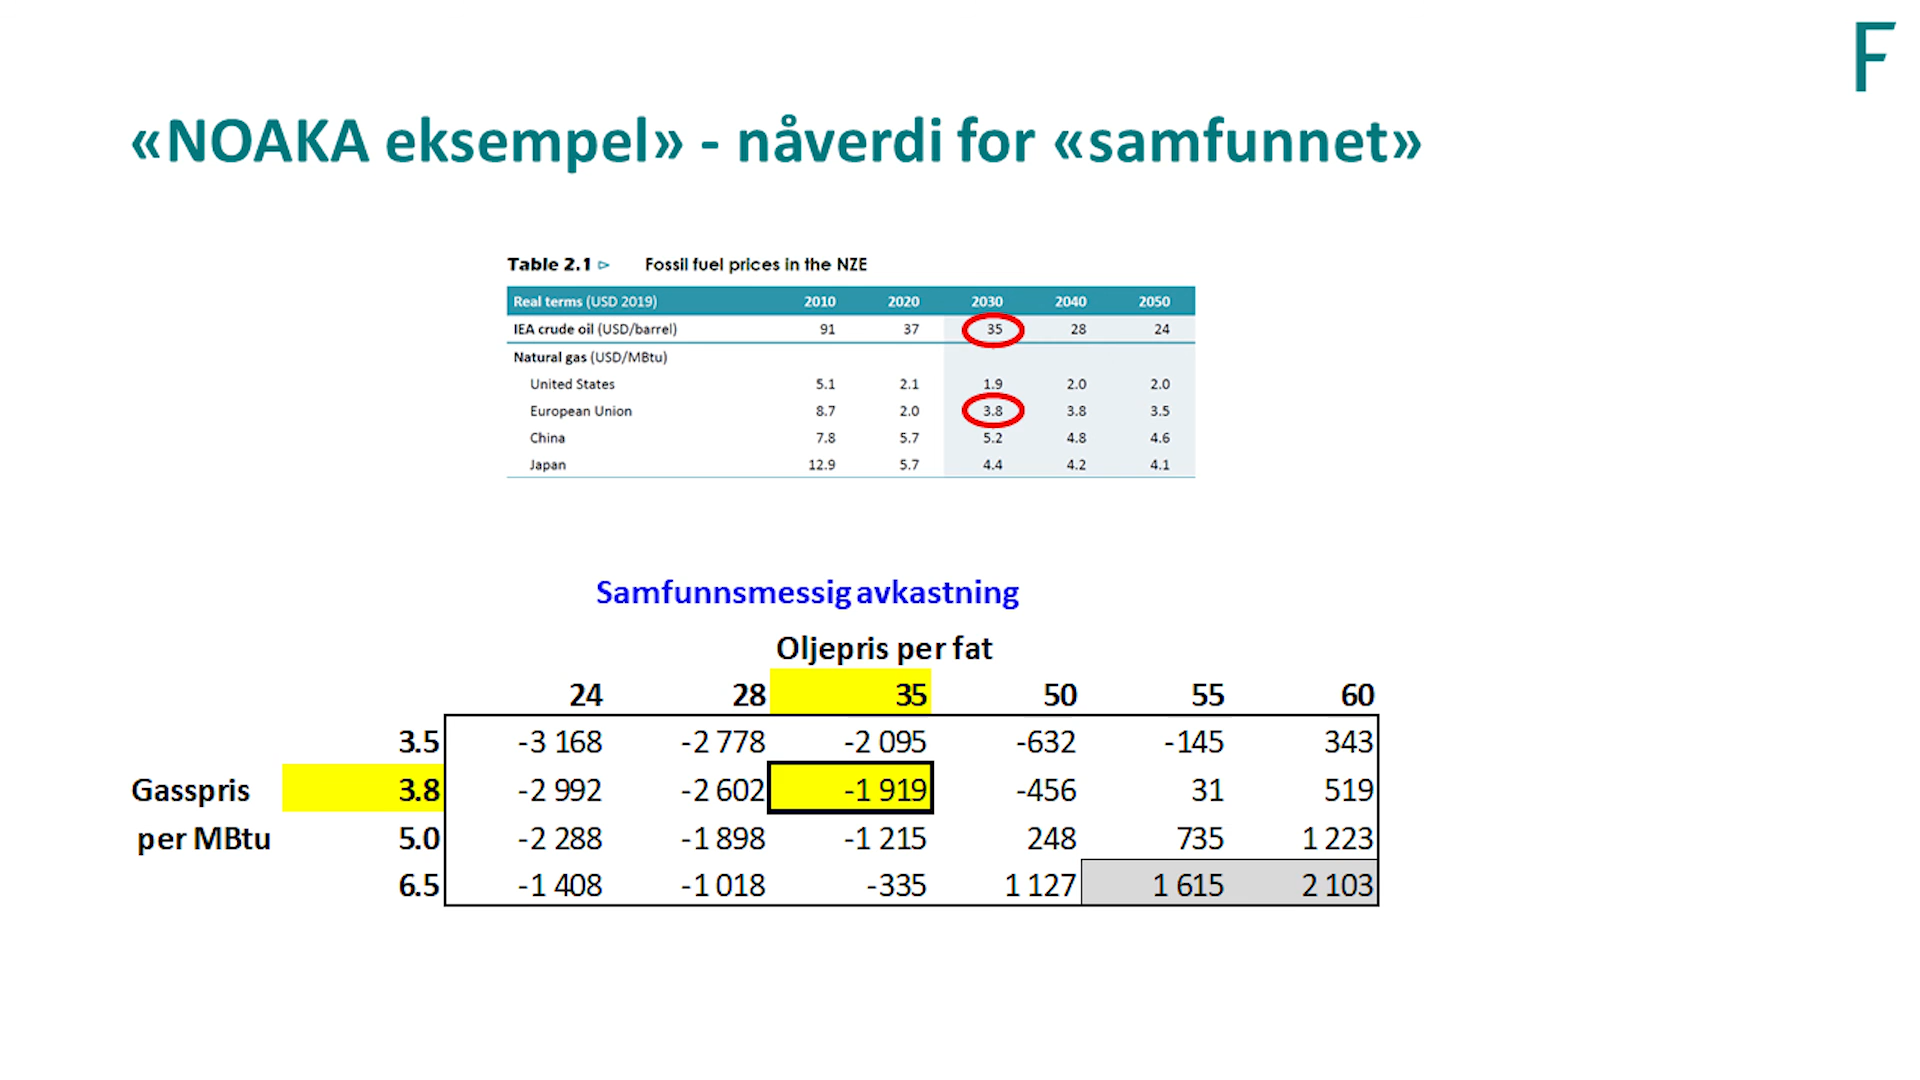 F
«NOAKA eksempel» - nåverdi for «samfunnet»
Table 2.1 ▷ Fossil fuel prices in the NZE
Real terms (USD 2019) 2010 2020 2030 2040 2050
IEA crude oil (USD/barrel) 91 37 35 28 24
Natural gas (USD/MBtu)
United States 5.1 2.1 1.9 2.0 2.0
European Union 8.7 2.0 3.8 3.8 3.5
China 7.8 5.7 5.2 4.8 4.6
Japan 12.9 5.7 4.4 4.2 4.1
Samfunnsmessig avkastning
Oljepris per fat
24 28 35 50 55 60
3.5 -3 168 -2 778 -2 095 -632 -145 343
Gasspris 3.8 -2 992 -2 602 -1 919 -456 31 519
per MBtu 5.0 -2 288 -1 898 -1 215 248 735 1 223
6.5 -1 408 -1 018 -335 1 127 1 615 2 103